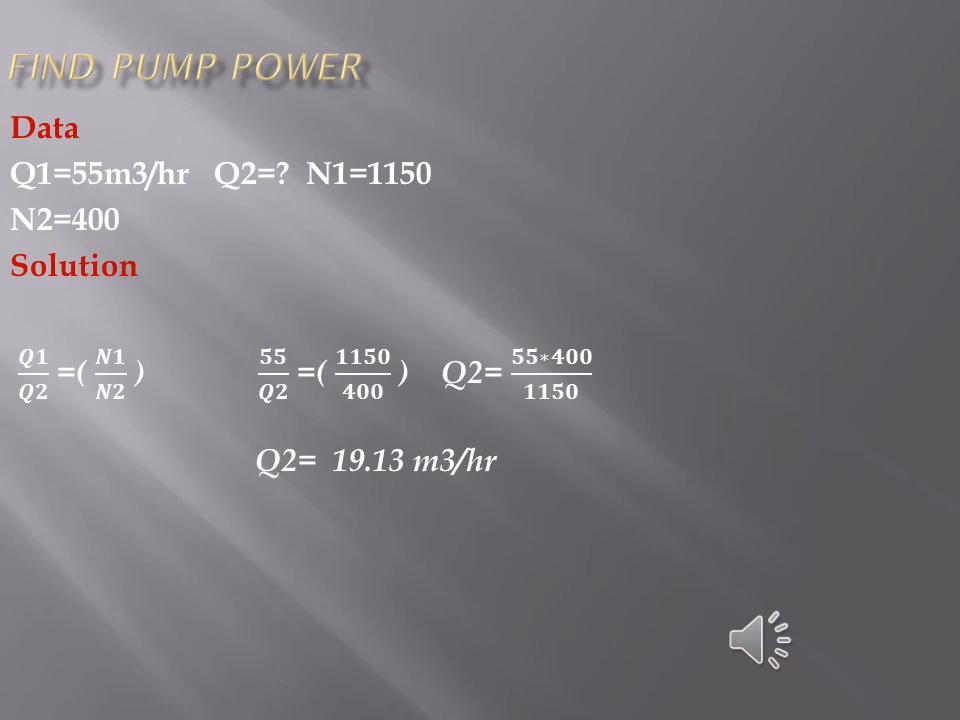 FIND PUMP POWER
Data
Q1=55m3/hr Q2=? N1=1150
N2=400
Solution
Q1/Q2 =( N1/N2 ) 55/Q2 =( 1150/400 ) Q2= 55*400/1150
Q2= 19.13 m3/hr